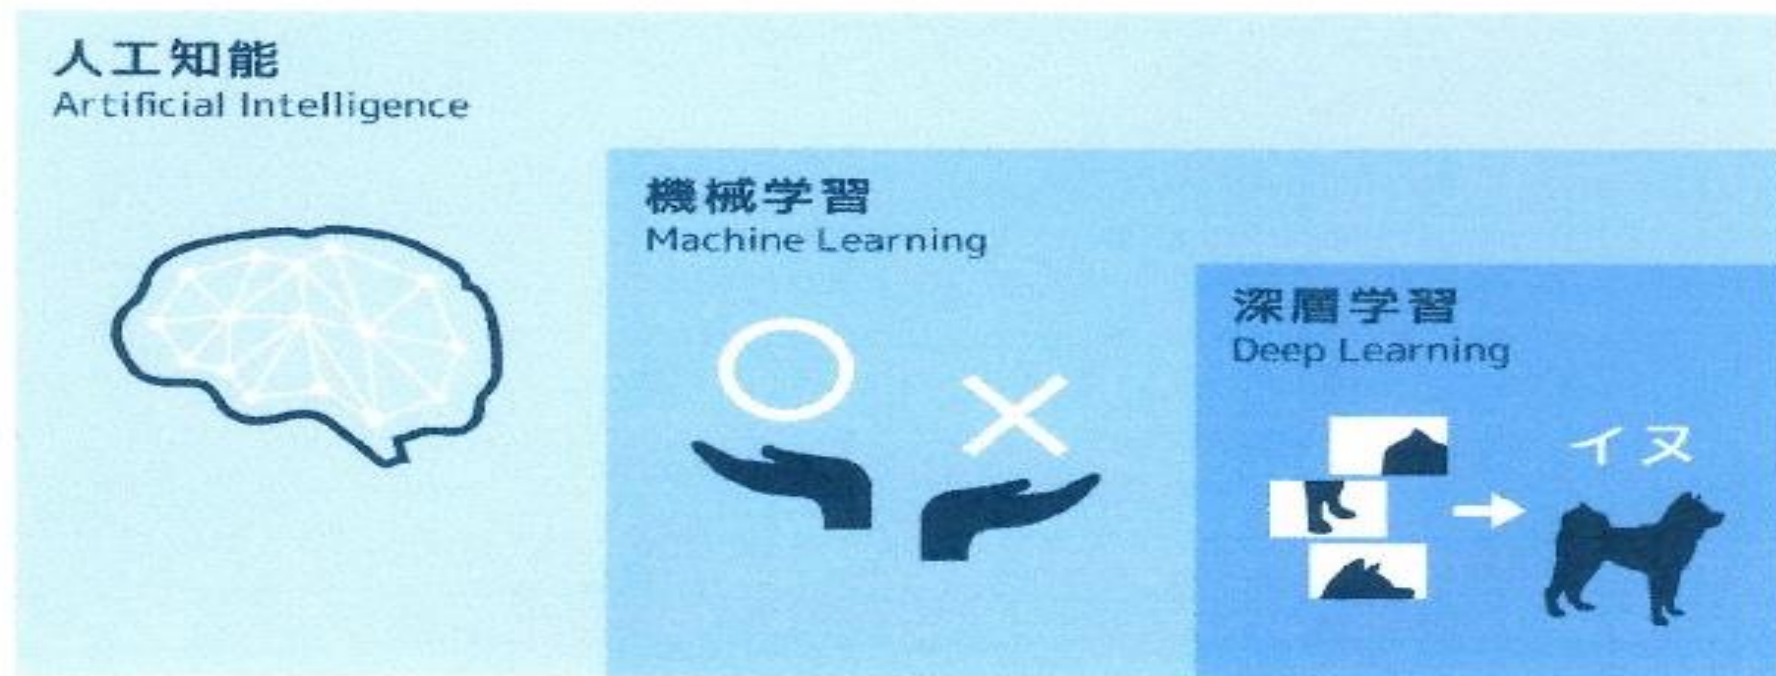 人工知能
Artificial Intelligence
機械学習
Machine Learning
深層学習
Deep Learning
イヌ